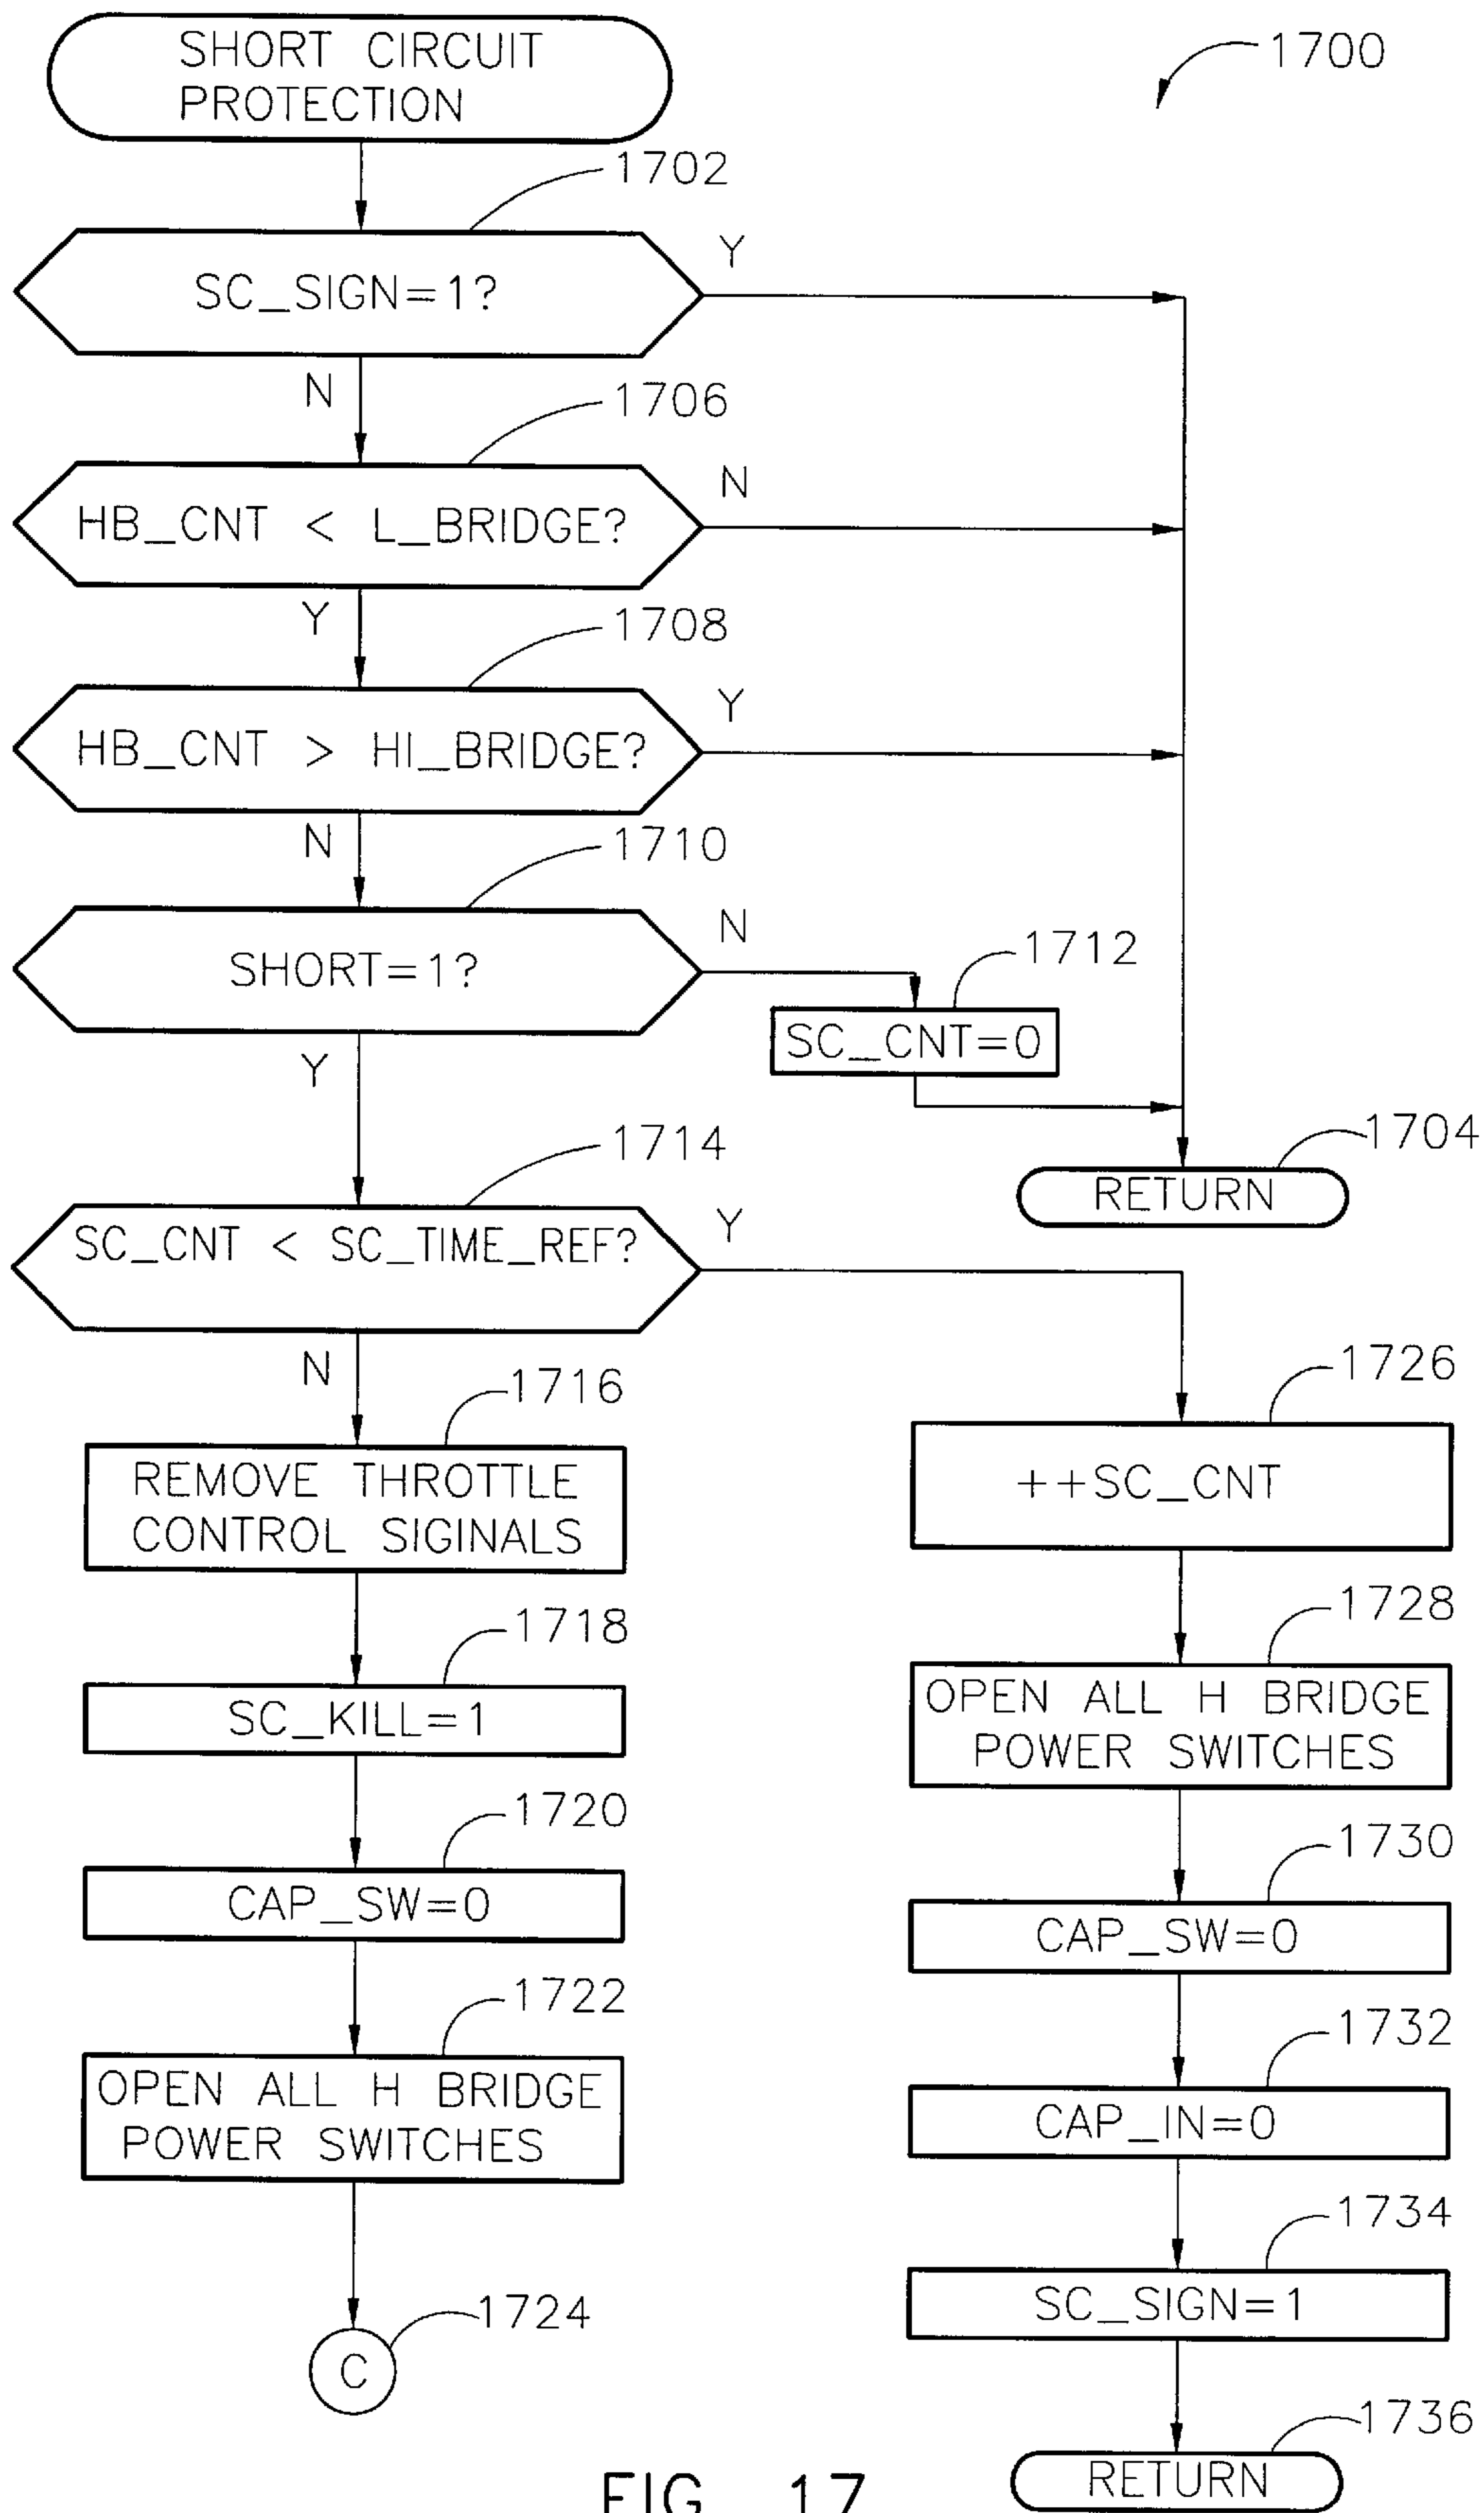 SHORT CIRCUIT
PROTECTION
1700
1702
SC_SIGN=1?
Y
N
1706
HB_CNT < L_BRIDGE?
N
Y
1708
HB_CNT > HI_BRIDGE?
Y
N
1710
SHORT=1?
N
1712
SC_CNT=0
Y
1704
RETURN
1714
SC_CNT < SC_TIME_REF?
Y
N
1716
REMOVE THROTTLE
CONTROL SIGINALS
1718
SC_KILL=1
1720
CAP_SW=0
1722
OPEN ALL H BRIDGE
POWER SWITCHES
1724
C
1726
++SC_CNT
1728
OPEN ALL H BRIDGE
POWER SWITCHES
1730
CAP_SW=0
1732
CAP_IN=0
1734
SC_SIGN=1
1736
RETURN
FIG. 17